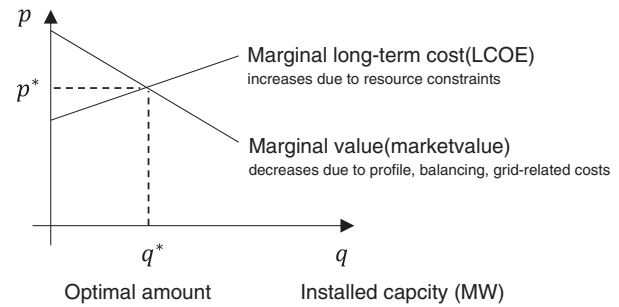 p
Marginal long-term cost(LCOE)
increases due to resource constraints
p*
Marginal value(marketvalue)
decreases due to profile, balancing, grid-related costs
q* q
Optimal amount Installed capcity (MW)